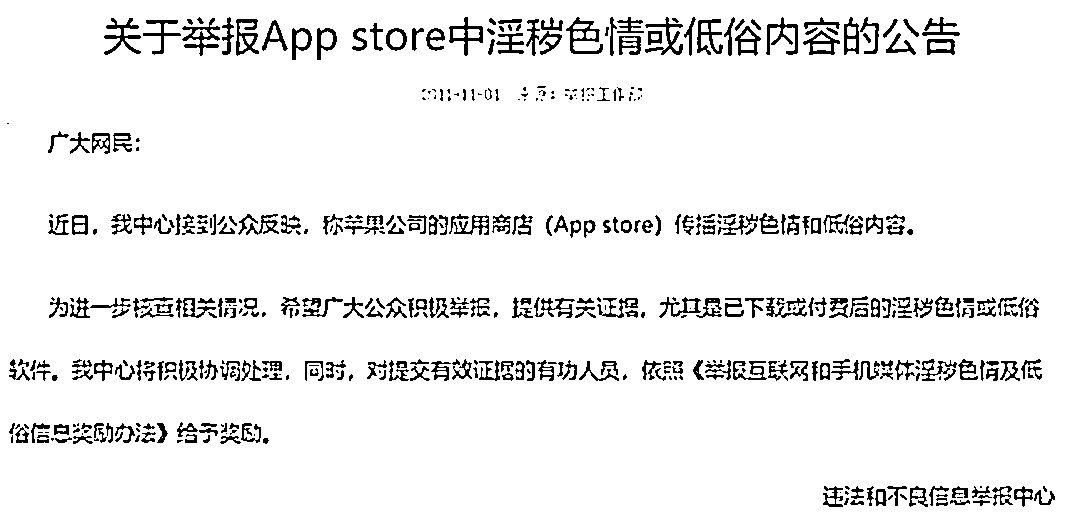 关于举报App store中淫秽色情或低俗内容的公告
2011-11-01 来源：举报工作部
广大网民：
近日，我中心接到公众反映，称苹果公司的应用商店（App store）传播淫秽色情和低俗内容。
为进一步核查相关情况，希望广大公众积极举报，提供有关证据，尤其是已下载或付费后的淫秽色情或低俗
软件。我中心将积极协调处理，同时，对提交有效证据的有功人员，依照《举报互联网和手机媒体淫秽色情及低
俗信息奖励办法》给予奖励。
违法和不良信息举报中心